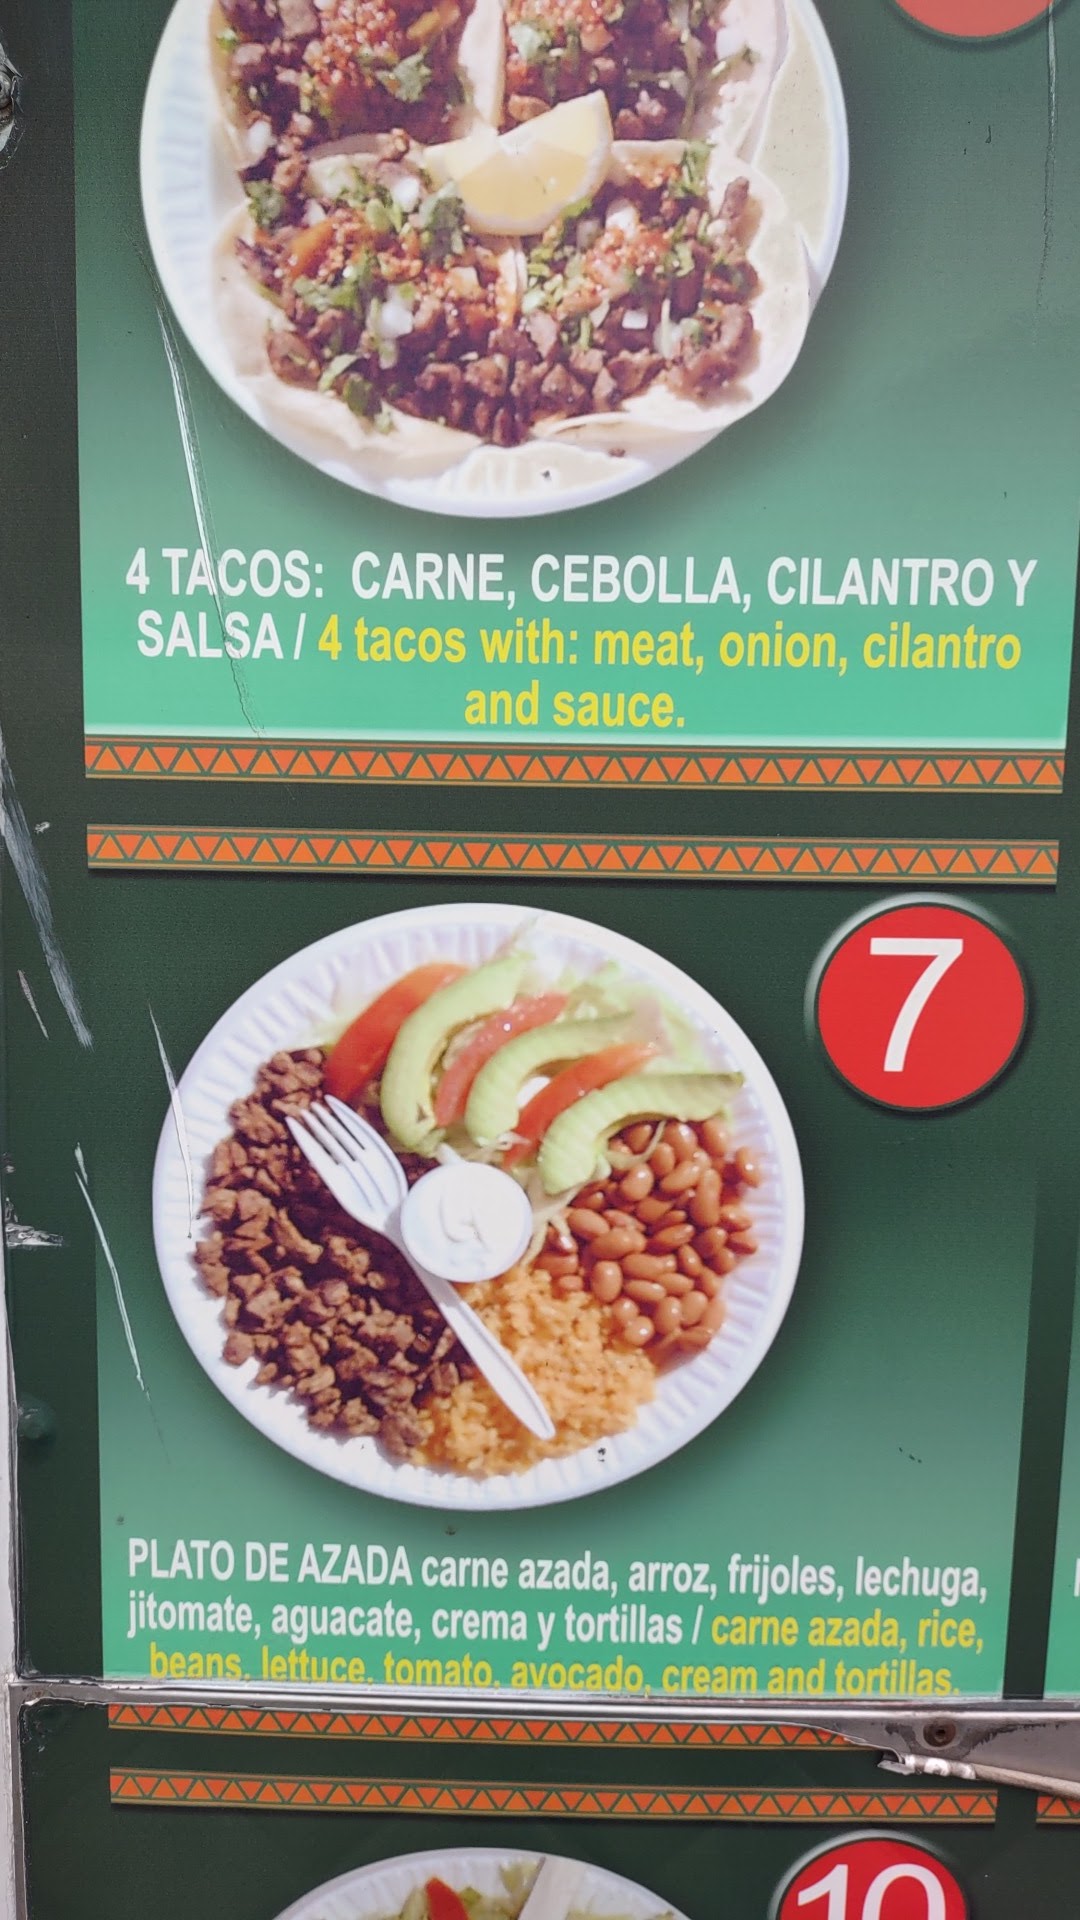 4 TACOS: CARNE, CEBOLLA, CILANTRO Y
SALSA / 4 tacos with: meat, onion, cilantro
and sauce.
7
PLATO DE AZADA carne azada, arroz, frijoles, lechuga,
jitomate, aguacate, crema y tortillas / carne azada, rice,
beans, lettuce, tomato, avocado, cream and tortillas.
10